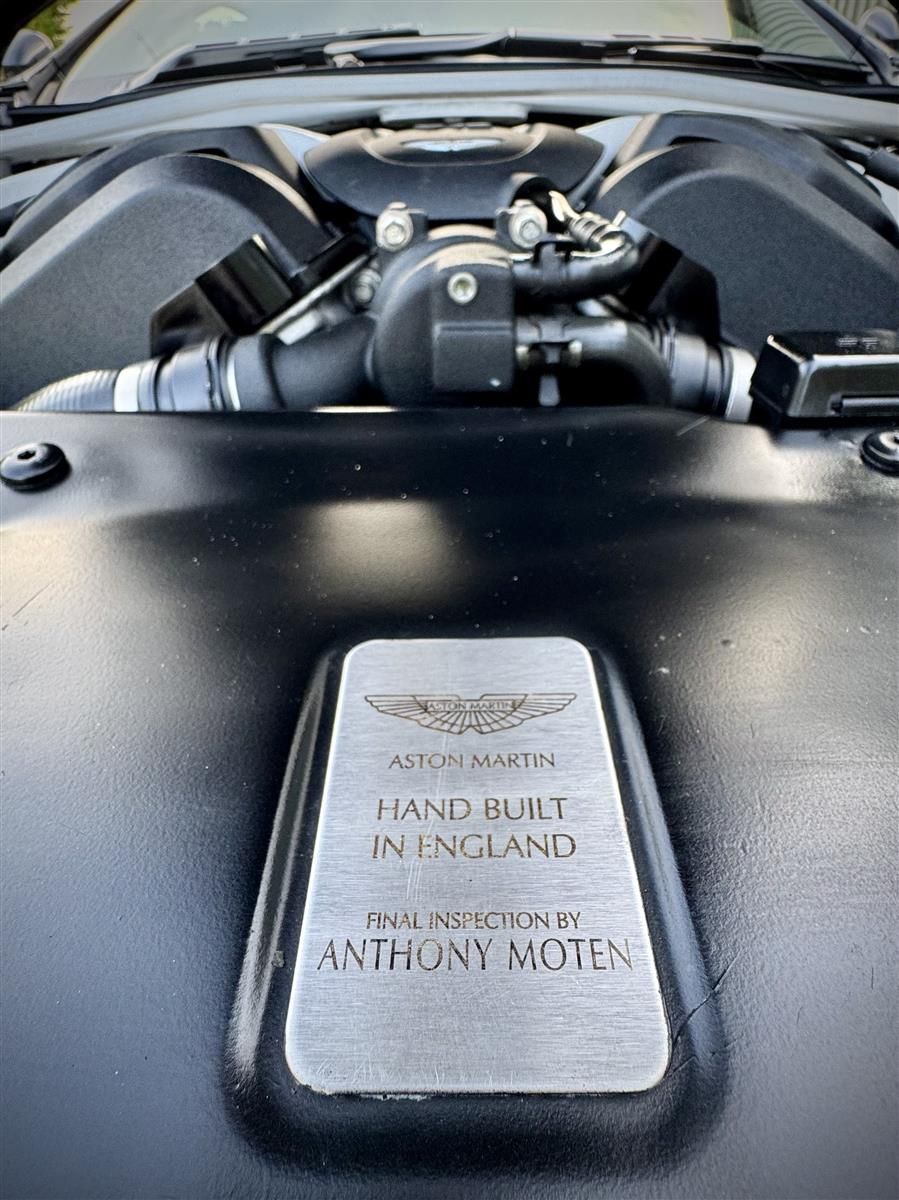 ASTON MARTIN
ASTON MARTIN
HAND BUILT
IN ENGLAND
FINAL INSPECTION BY
ANTHONY MOTEN